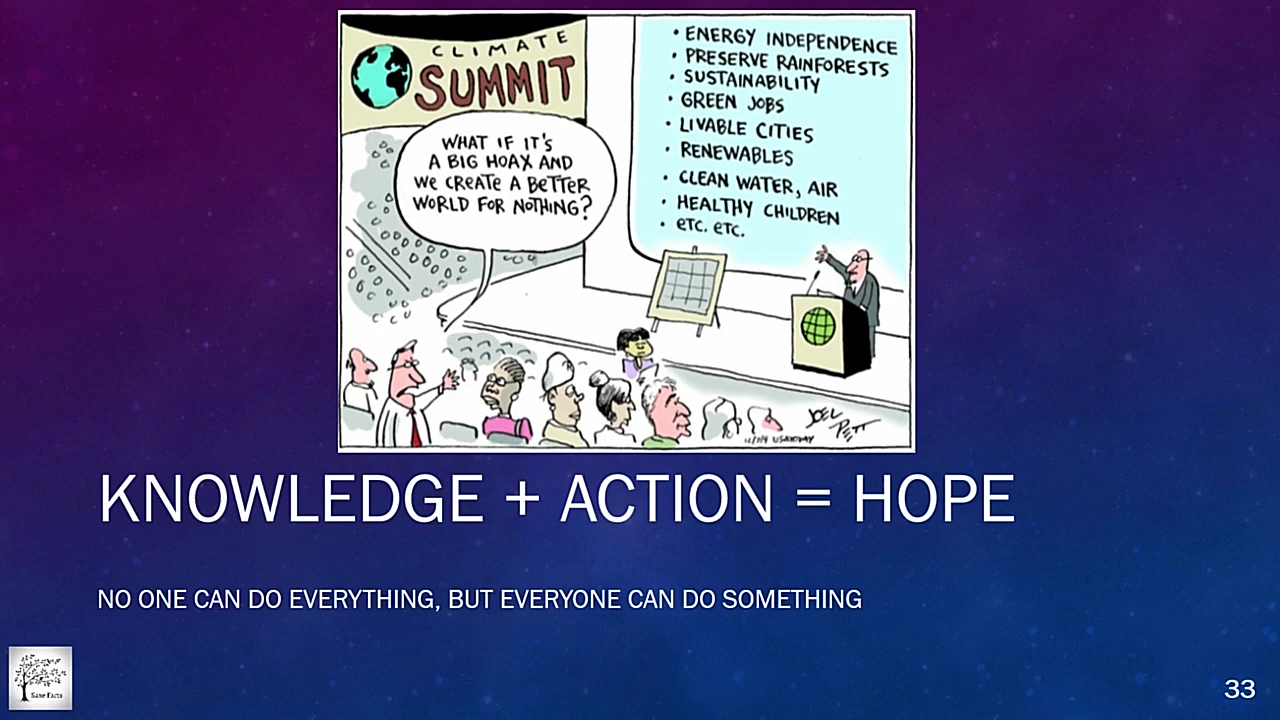 CLIMATE
SUMMIT
WHAT IF IT'S
A BIG HOAX AND
WE CREATE A BETTER
WORLD FOR NOTHING?
• ENERGY INDEPENDENCE
• PRESERVE RAINFORESTS
• SUSTAINABILITY
• GREEN JOBS
• LIVABLE CITIES
• RENEWABLES
• CLEAN WATER, AIR
• HEALTHY CHILDREN
• ETC. ETC.
JOEL
PETT
USA TODAY
KNOWLEDGE + ACTION = HOPE
NO ONE CAN DO EVERYTHING, BUT EVERYONE CAN DO SOMETHING
Sane Facts
33